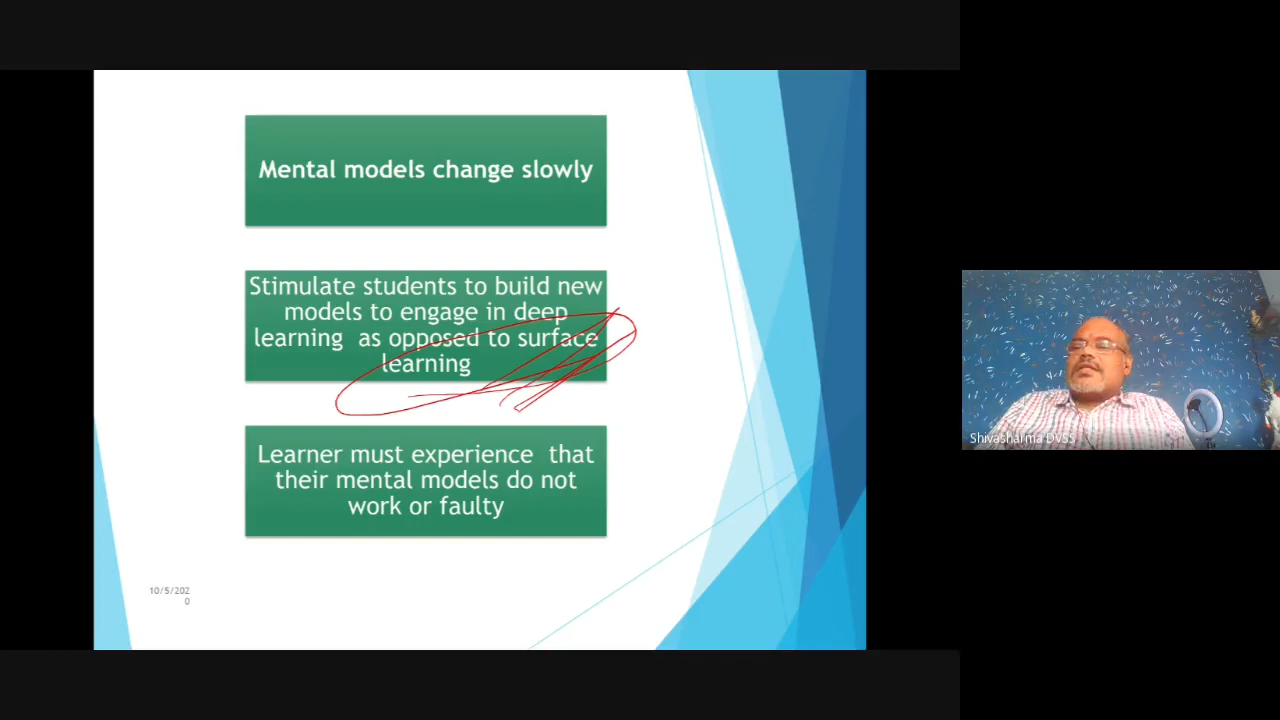 Mental models change slowly
Stimulate students to build new
models to engage in deep
learning as opposed to surface
learning
Learner must experience that
their mental models do not
work or faulty
10/5/202
0
Shivasharma DVSS